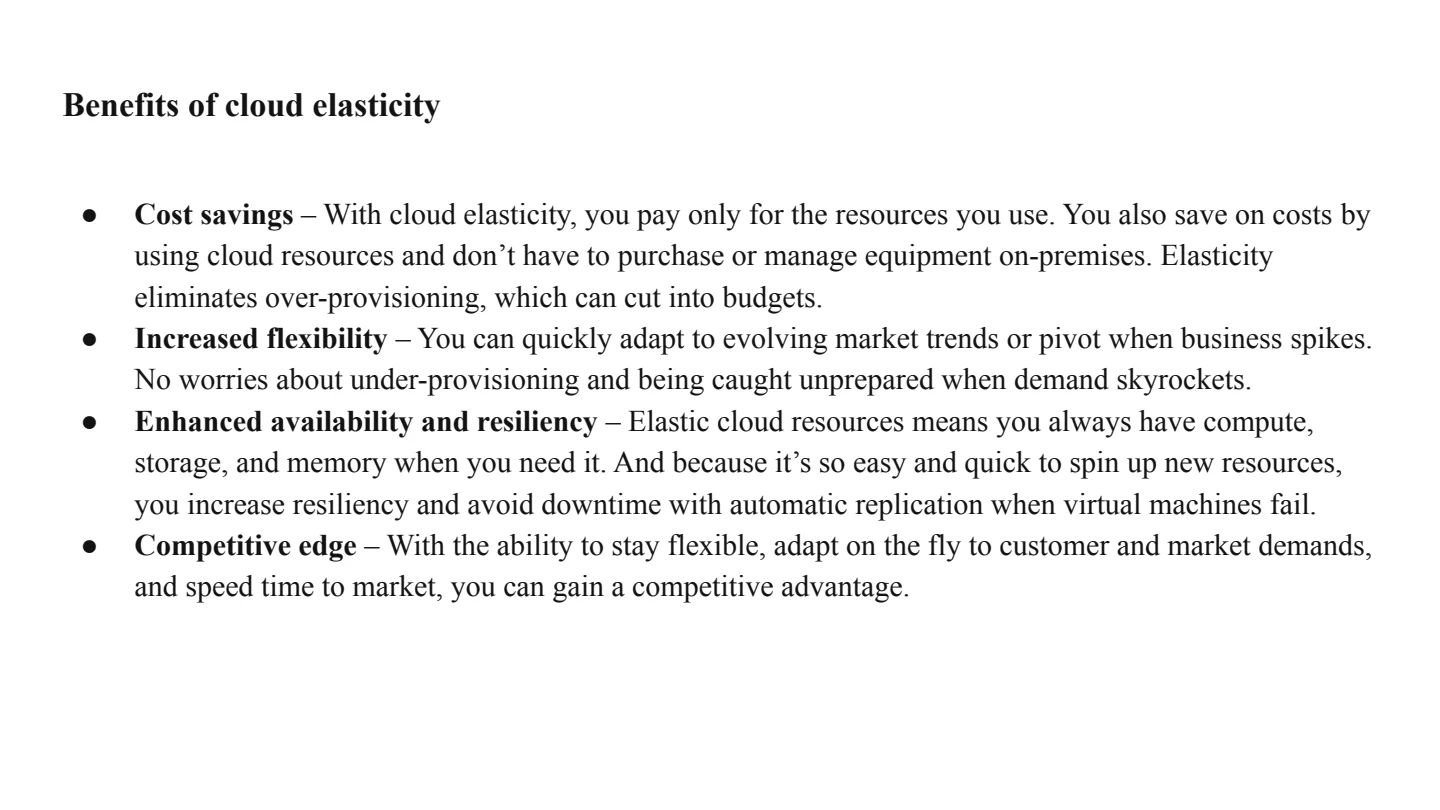 Benefits of cloud elasticity
● Cost savings – With cloud elasticity, you pay only for the resources you use. You also save on costs by
using cloud resources and don’t have to purchase or manage equipment on-premises. Elasticity
eliminates over-provisioning, which can cut into budgets.
● Increased flexibility – You can quickly adapt to evolving market trends or pivot when business spikes.
No worries about under-provisioning and being caught unprepared when demand skyrockets.
● Enhanced availability and resiliency – Elastic cloud resources means you always have compute,
storage, and memory when you need it. And because it’s so easy and quick to spin up new resources,
you increase resiliency and avoid downtime with automatic replication when virtual machines fail.
● Competitive edge – With the ability to stay flexible, adapt on the fly to customer and market demands,
and speed time to market, you can gain a competitive advantage.